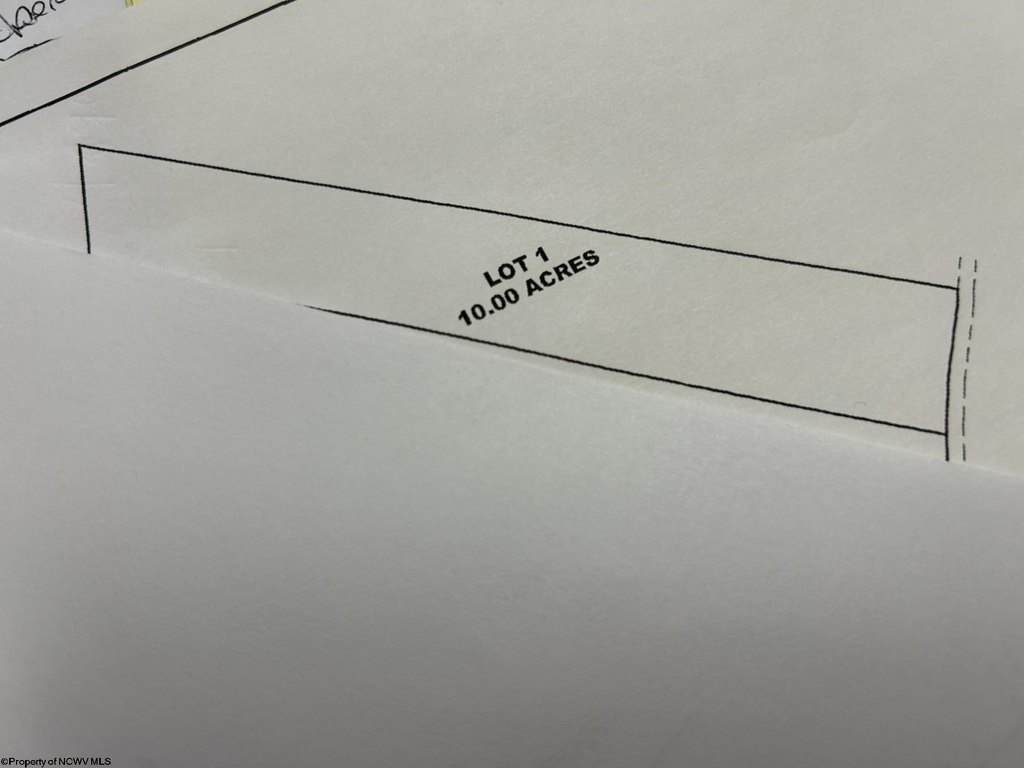 LOT 1
10.00 ACRES
©Property of NCWV MLS